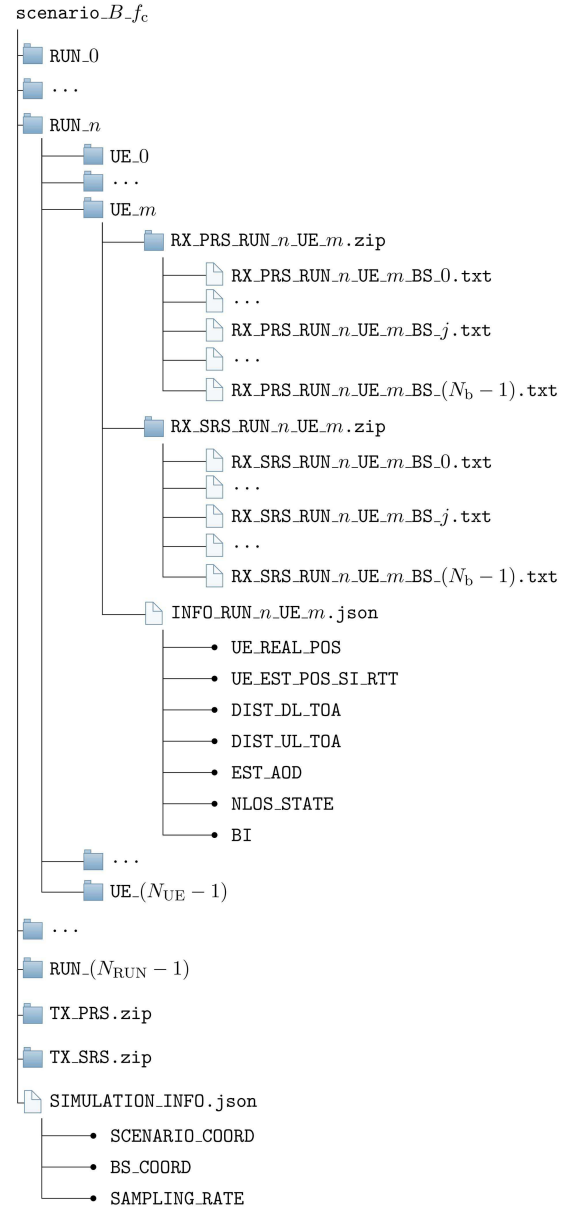 scenario_B_f_c
RUN_0
...
RUN_n
UE_0
...
UE_m
RX_PRS_RUN_n_UE_m.zip
RX_PRS_RUN_n_UE_m_BS_0.txt
...
RX_PRS_RUN_n_UE_m_BS_j.txt
...
RX_PRS_RUN_n_UE_m_BS_(N_b − 1).txt
RX_SRS_RUN_n_UE_m.zip
RX_SRS_RUN_n_UE_m_BS_0.txt
...
RX_SRS_RUN_n_UE_m_BS_j.txt
...
RX_SRS_RUN_n_UE_m_BS_(N_b − 1).txt
INFO_RUN_n_UE_m.json
UE_REAL_POS
UE_EST_POS_SI_RTT
DIST_DL_TOA
DIST_UL_TOA
EST_AOD
NLOS_STATE
BI
...
UE_(N_UE − 1)
...
RUN_(N_RUN − 1)
TX_PRS.zip
TX_SRS.zip
SIMULATION_INFO.json
SCENARIO_COORD
BS_COORD
SAMPLING_RATE